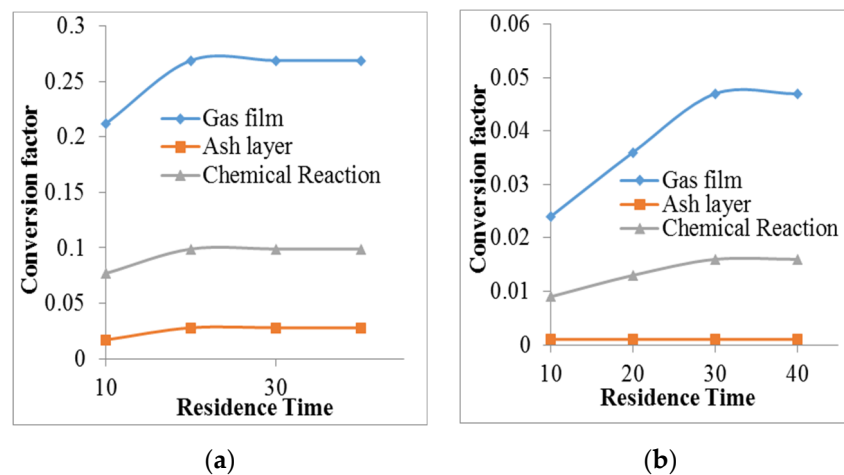 0.3
0.25
0.2
0.15
0.1
0.05
0
Conversion factor
Gas film
Ash layer
Chemical Reaction
10
30
Residence Time
(a)
0.06
0.05
0.04
0.03
0.02
0.01
0
Conversion factor
Gas film
Ash layer
Chemical Reaction
10 20 30 40
Residence Time
(b)